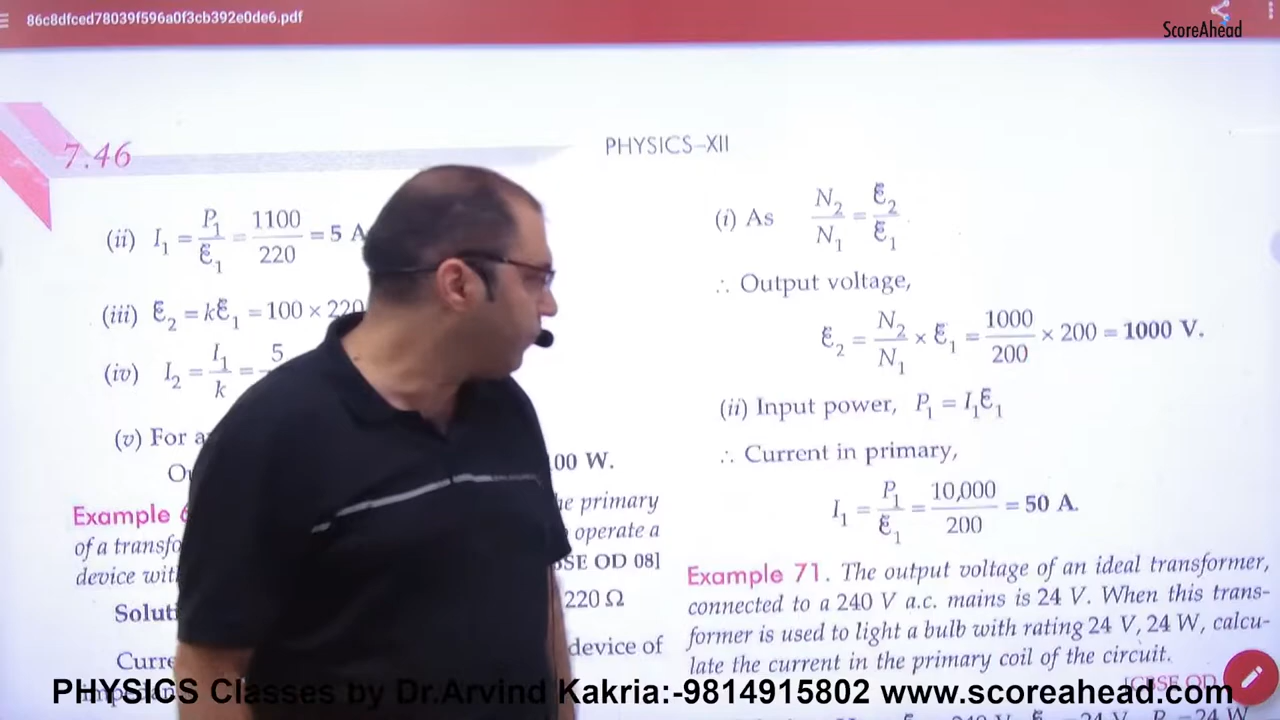 86c8dfced78039f596a0f3cb392e0de6.pdf
ScoreAhead
7.46
PHYSICS–XII
(ii) I₁ = P₁/ℰ₁ = 1100/220 = 5 A
(iii) ℰ₂ = kℰ₁ = 100 × 220
(iv) I₂ = I₁/k = 5
(v) For a
00 W.
Example
he primary
of a transfo
operate a
device wit
SE OD 08]
Soluti
220 Ω
Curre
device of
(i) As N₂/N₁ = ℰ₂/ℰ₁
∴ Output voltage,
ℰ₂ = N₂/N₁ × ℰ₁ = 1000/200 × 200 = 1000 V.
(ii) Input power, P₁ = I₁ℰ₁
∴ Current in primary,
I₁ = P₁/ℰ₁ = 10,000/200 = 50 A.
Example 71. The output voltage of an ideal transformer,
connected to a 240 V a.c. mains is 24 V. When this trans-
former is used to light a bulb with rating 24 V, 24 W, calcu-
late the current in the primary coil of the circuit.
PHYSICS Classes by Dr.Arvind Kakria:-9814915802 www.scoreahead.com